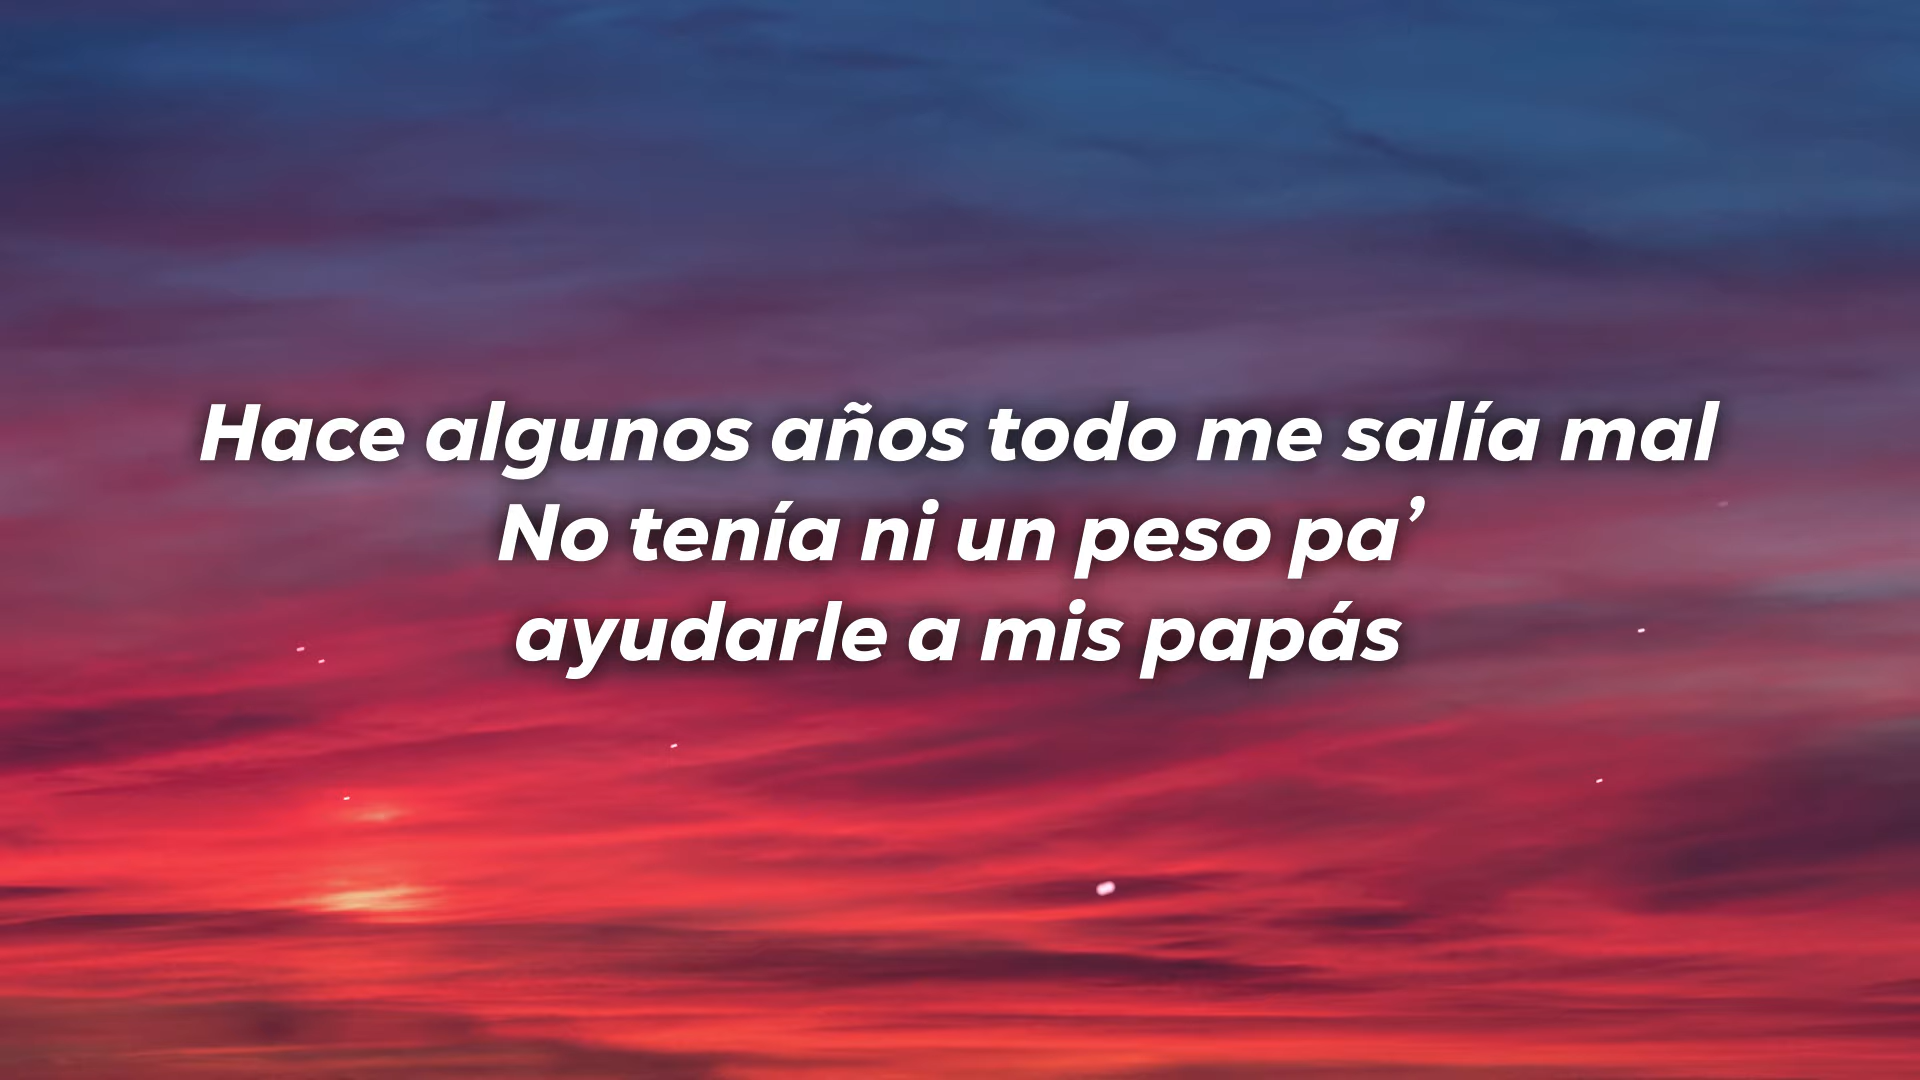 Hace algunos años todo me salía mal
No tenía ni un peso pa’
ayudarle a mis papás